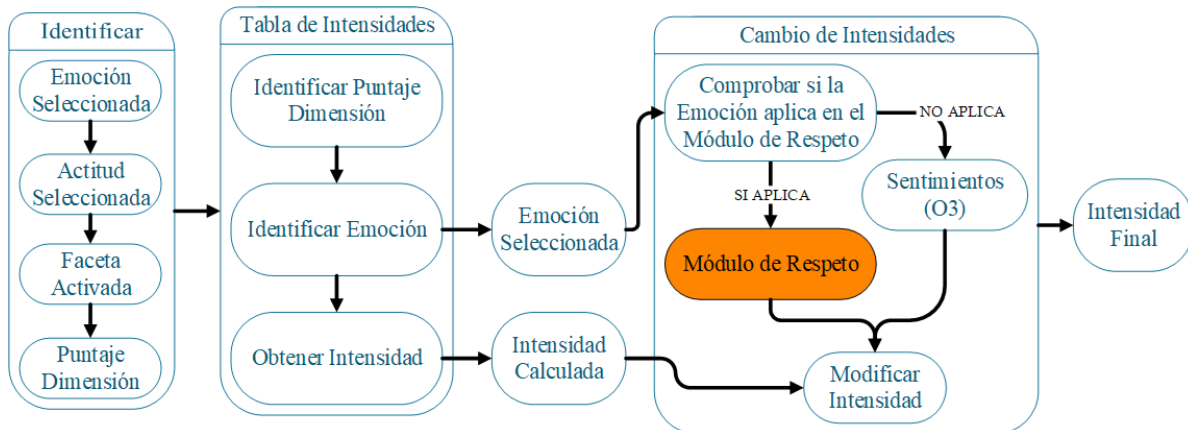 Identificar
Emoción
Seleccionada
Actitud
Seleccionada
Faceta
Activada
Puntaje
Dimensión
Tabla de Intensidades
Identificar Puntaje
Dimensión
Identificar Emoción
Obtener Intensidad
Emoción
Seleccionada
Intensidad
Calculada
Cambio de Intensidades
Comprobar si la
Emoción aplica en el
Módulo de Respeto
NO APLICA
SI APLICA
Sentimientos
(O3)
Módulo de Respeto
Modificar
Intensidad
Intensidad
Final